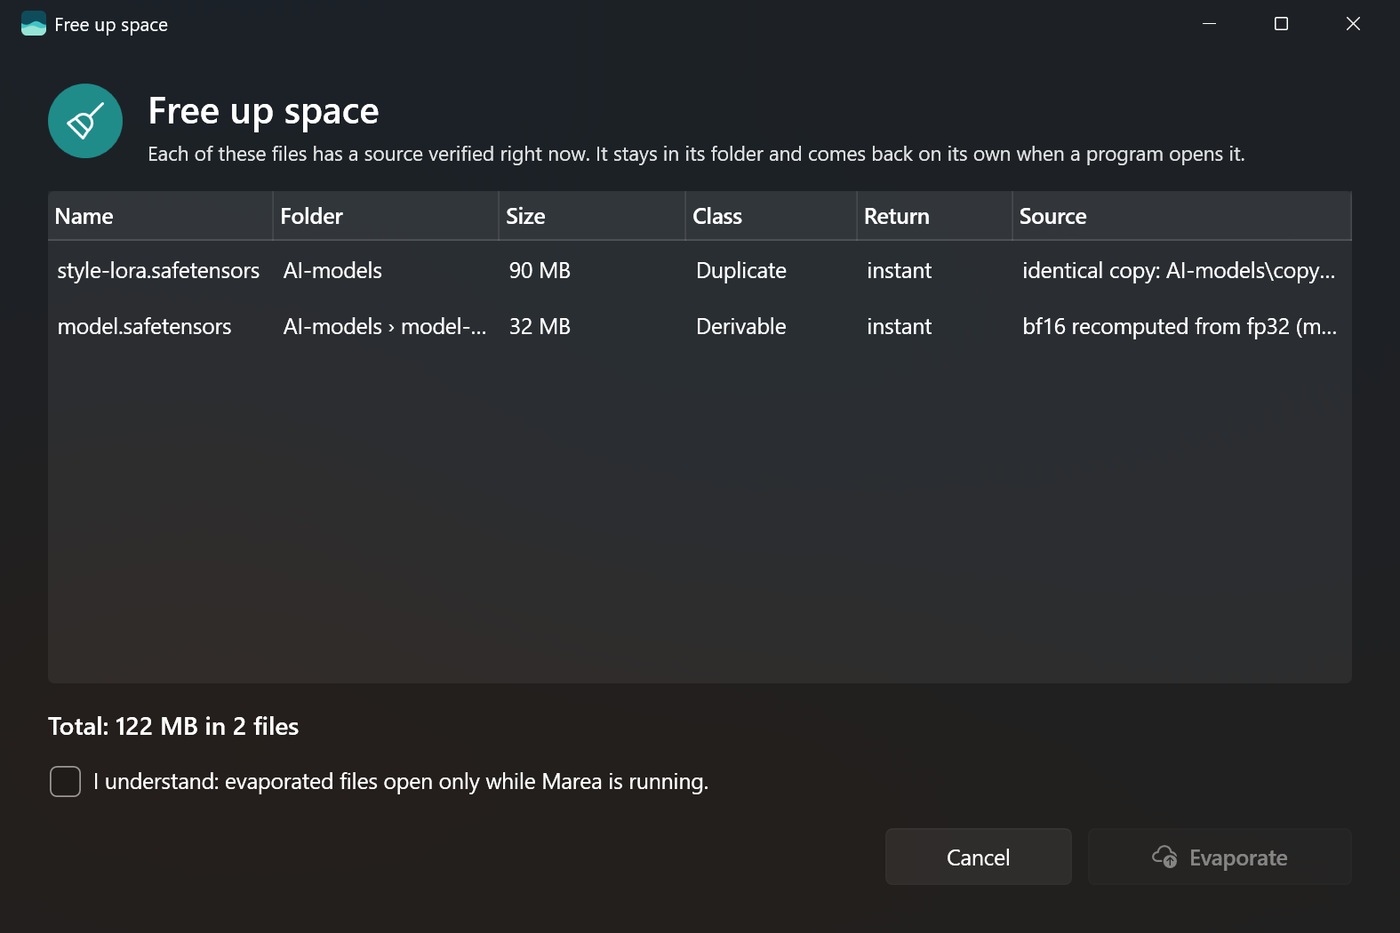 Free up space
Free up space
Each of these files has a source verified right now. It stays in its folder and comes back on its own when a program opens it.
Name Folder Size Class Return Source
style-lora.safetensors AI-models 90 MB Duplicate instant identical copy: AI-models\copy...
model.safetensors AI-models › model-... 32 MB Derivable instant bf16 recomputed from fp32 (m...
Total: 122 MB in 2 files
I understand: evaporated files open only while Marea is running.
Cancel Evaporate